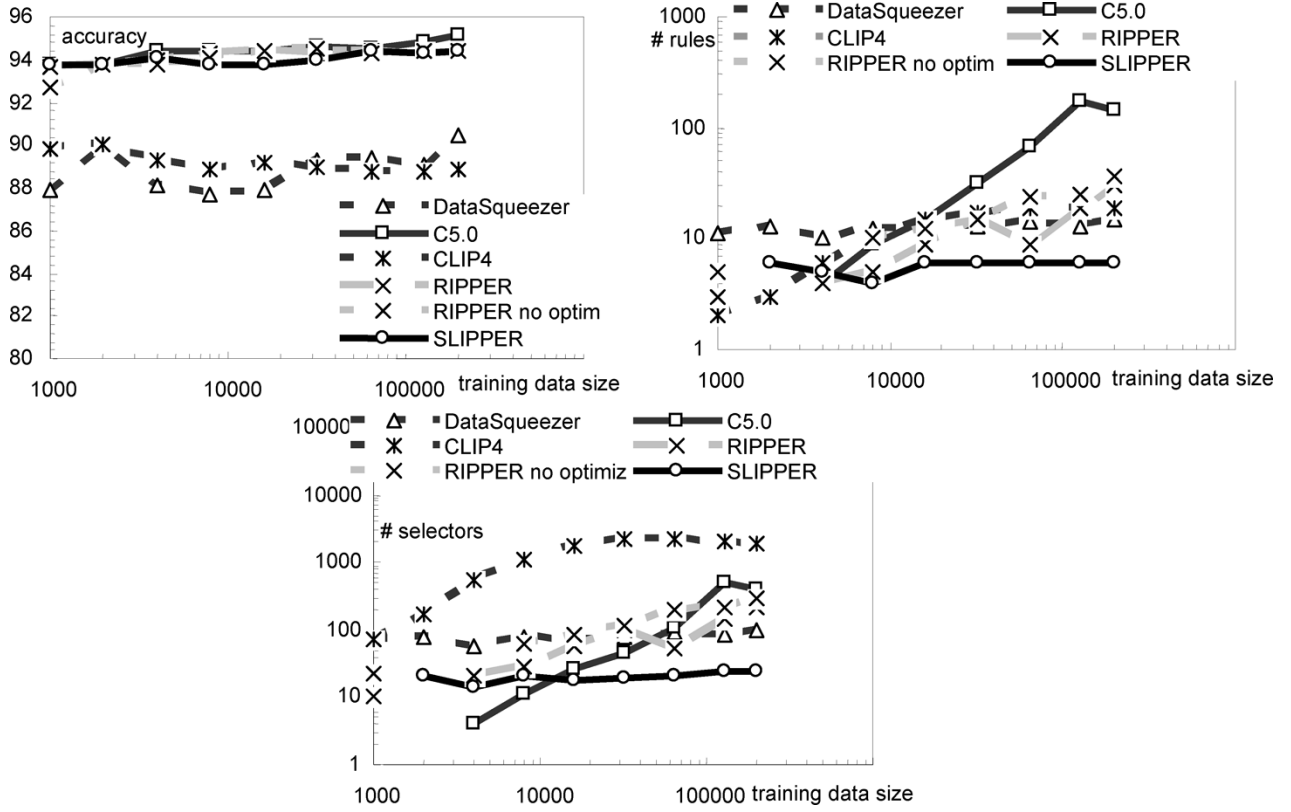 96
94
92
90
88
86
84
82
80
accuracy
DataSqueezer
C5.0
CLIP4
RIPPER
RIPPER no optim
SLIPPER
1000 10000 100000 training data size
1000
100
10
1
# rules
DataSqueezer C5.0
CLIP4 RIPPER
RIPPER no optim SLIPPER
1000 10000 100000 training data size
100000
10000
1000
100
10
1
DataSqueezer C5.0
CLIP4 RIPPER
RIPPER no optimiz SLIPPER
# selectors
1000 10000 100000 training data size